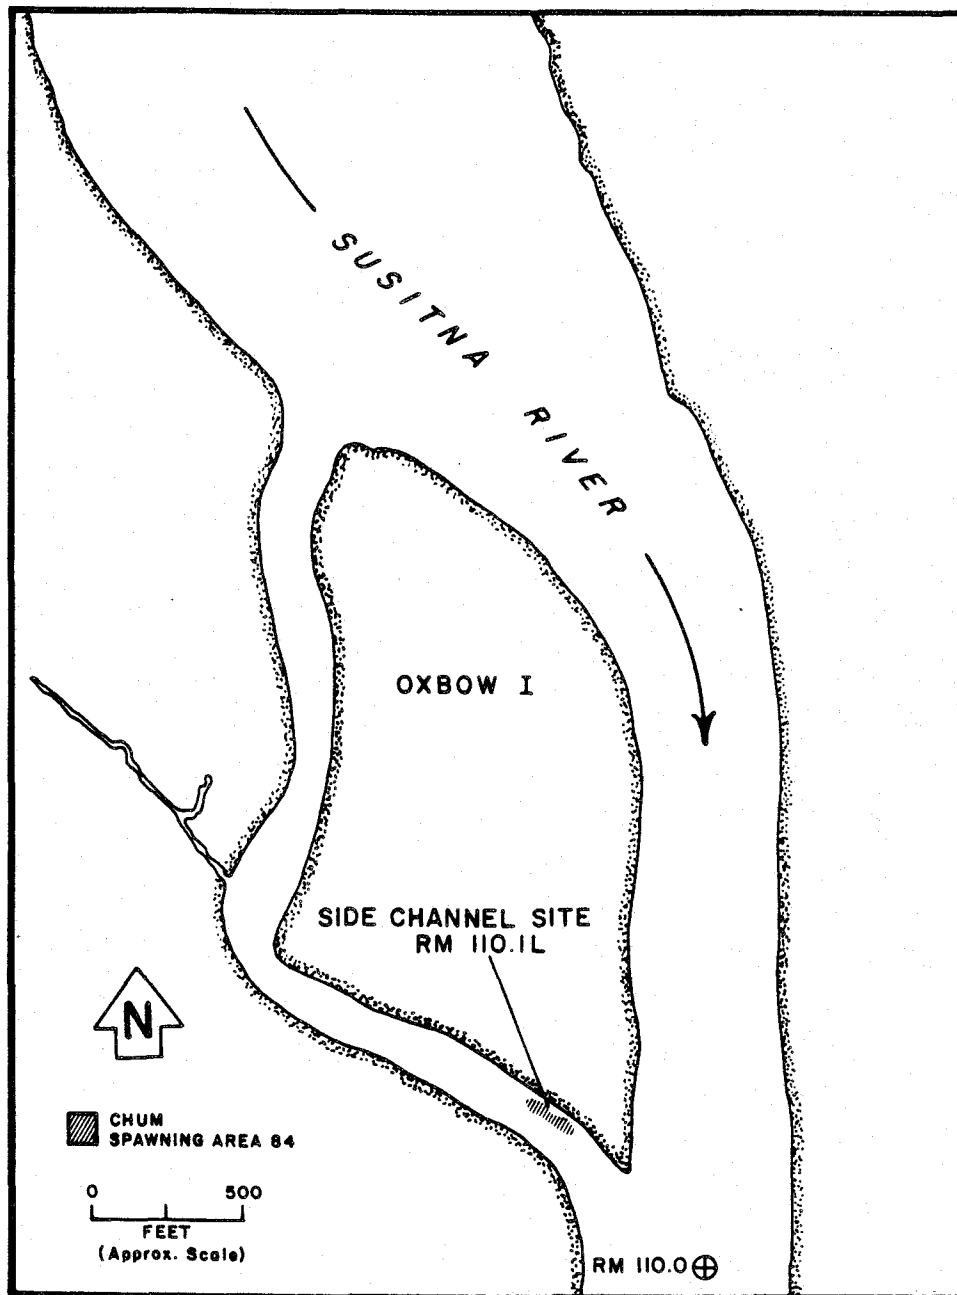 SUSITNA RIVER
OXBOW I
SIDE CHANNEL SITE
RM 110.1L
N
CHUM
SPAWNING AREA 84
0 500
FEET
(Approx. Scale)
RM 110.0